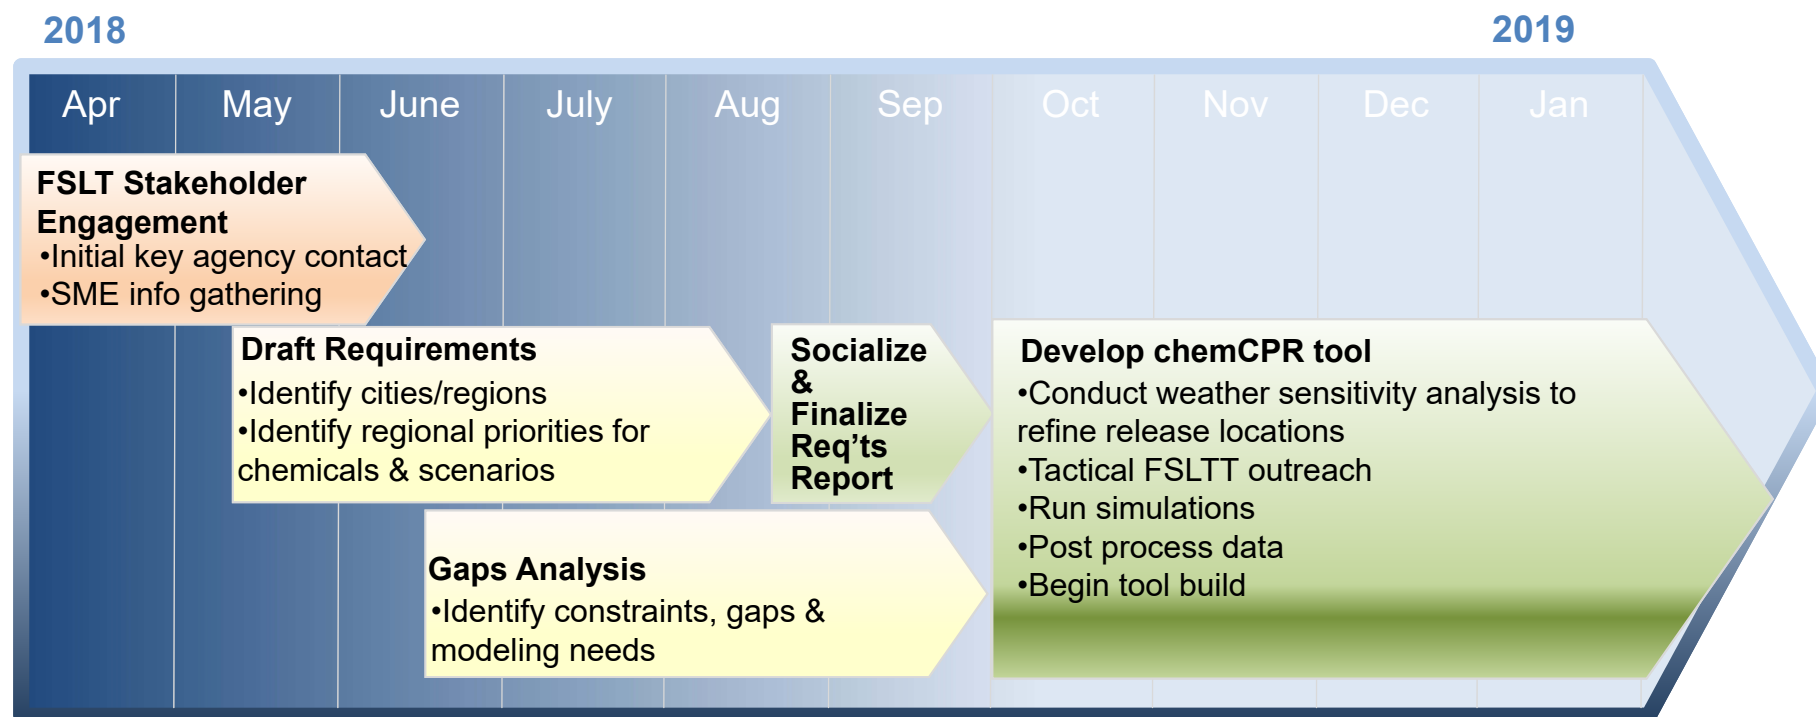 2018
2019
Apr May June July Aug Sep Oct Nov Dec Jan
FSLT Stakeholder
Engagement
•Initial key agency contact
•SME info gathering
Draft Requirements
•Identify cities/regions
•Identify regional priorities for
chemicals & scenarios
Socialize
&
Finalize
Req’ts
Report
Develop chemCPR tool
•Conduct weather sensitivity analysis to
refine release locations
•Tactical FSLTT outreach
•Run simulations
•Post process data
•Begin tool build
Gaps Analysis
•Identify constraints, gaps &
modeling needs